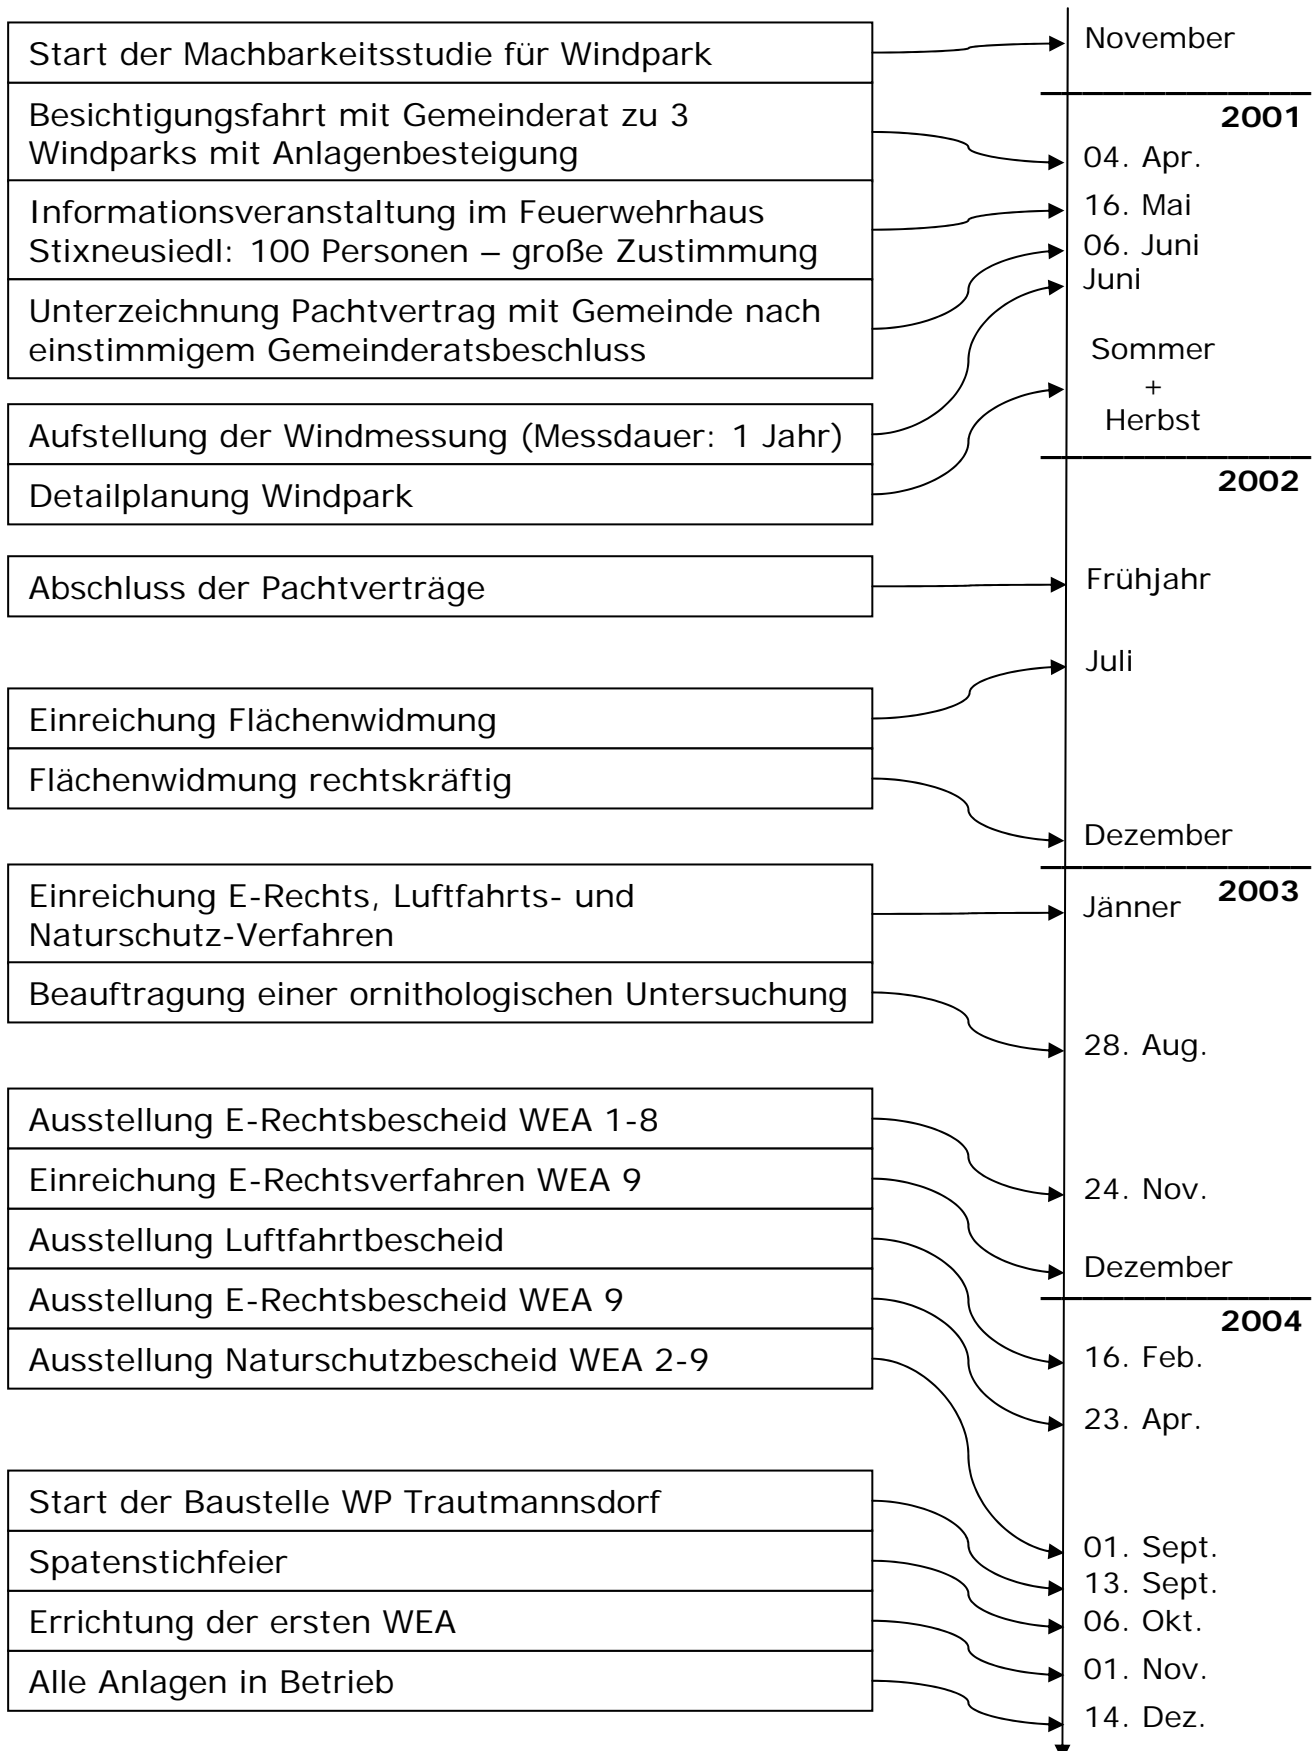 Start der Machbarkeitsstudie für Windpark
November
Besichtigungsfahrt mit Gemeinderat zu 3
Windparks mit Anlagenbesteigung
2001
04. Apr.
Informationsveranstaltung im Feuerwehrhaus
Stixneusiedl: 100 Personen – große Zustimmung
16. Mai
Unterzeichnung Pachtvertrag mit Gemeinde nach
einstimmigem Gemeinderatsbeschluss
06. Juni
Aufstellung der Windmessung (Messdauer: 1 Jahr)
Juni
Detailplanung Windpark
Sommer
+
Herbst
2002
Abschluss der Pachtverträge
Frühjahr
Einreichung Flächenwidmung
Juli
Flächenwidmung rechtskräftig
Dezember
2003
Einreichung E-Rechts, Luftfahrts- und
Naturschutz-Verfahren
Jänner
Beauftragung einer ornithologischen Untersuchung
28. Aug.
Ausstellung E-Rechtsbescheid WEA 1-8
24. Nov.
Einreichung E-Rechtsverfahren WEA 9
Dezember
2004
Ausstellung Luftfahrtbescheid
16. Feb.
Ausstellung E-Rechtsbescheid WEA 9
23. Apr.
Ausstellung Naturschutzbescheid WEA 2-9
01. Sept.
Start der Baustelle WP Trautmannsdorf
13. Sept.
Spatenstichfeier
06. Okt.
Errichtung der ersten WEA
01. Nov.
Alle Anlagen in Betrieb
14. Dez.